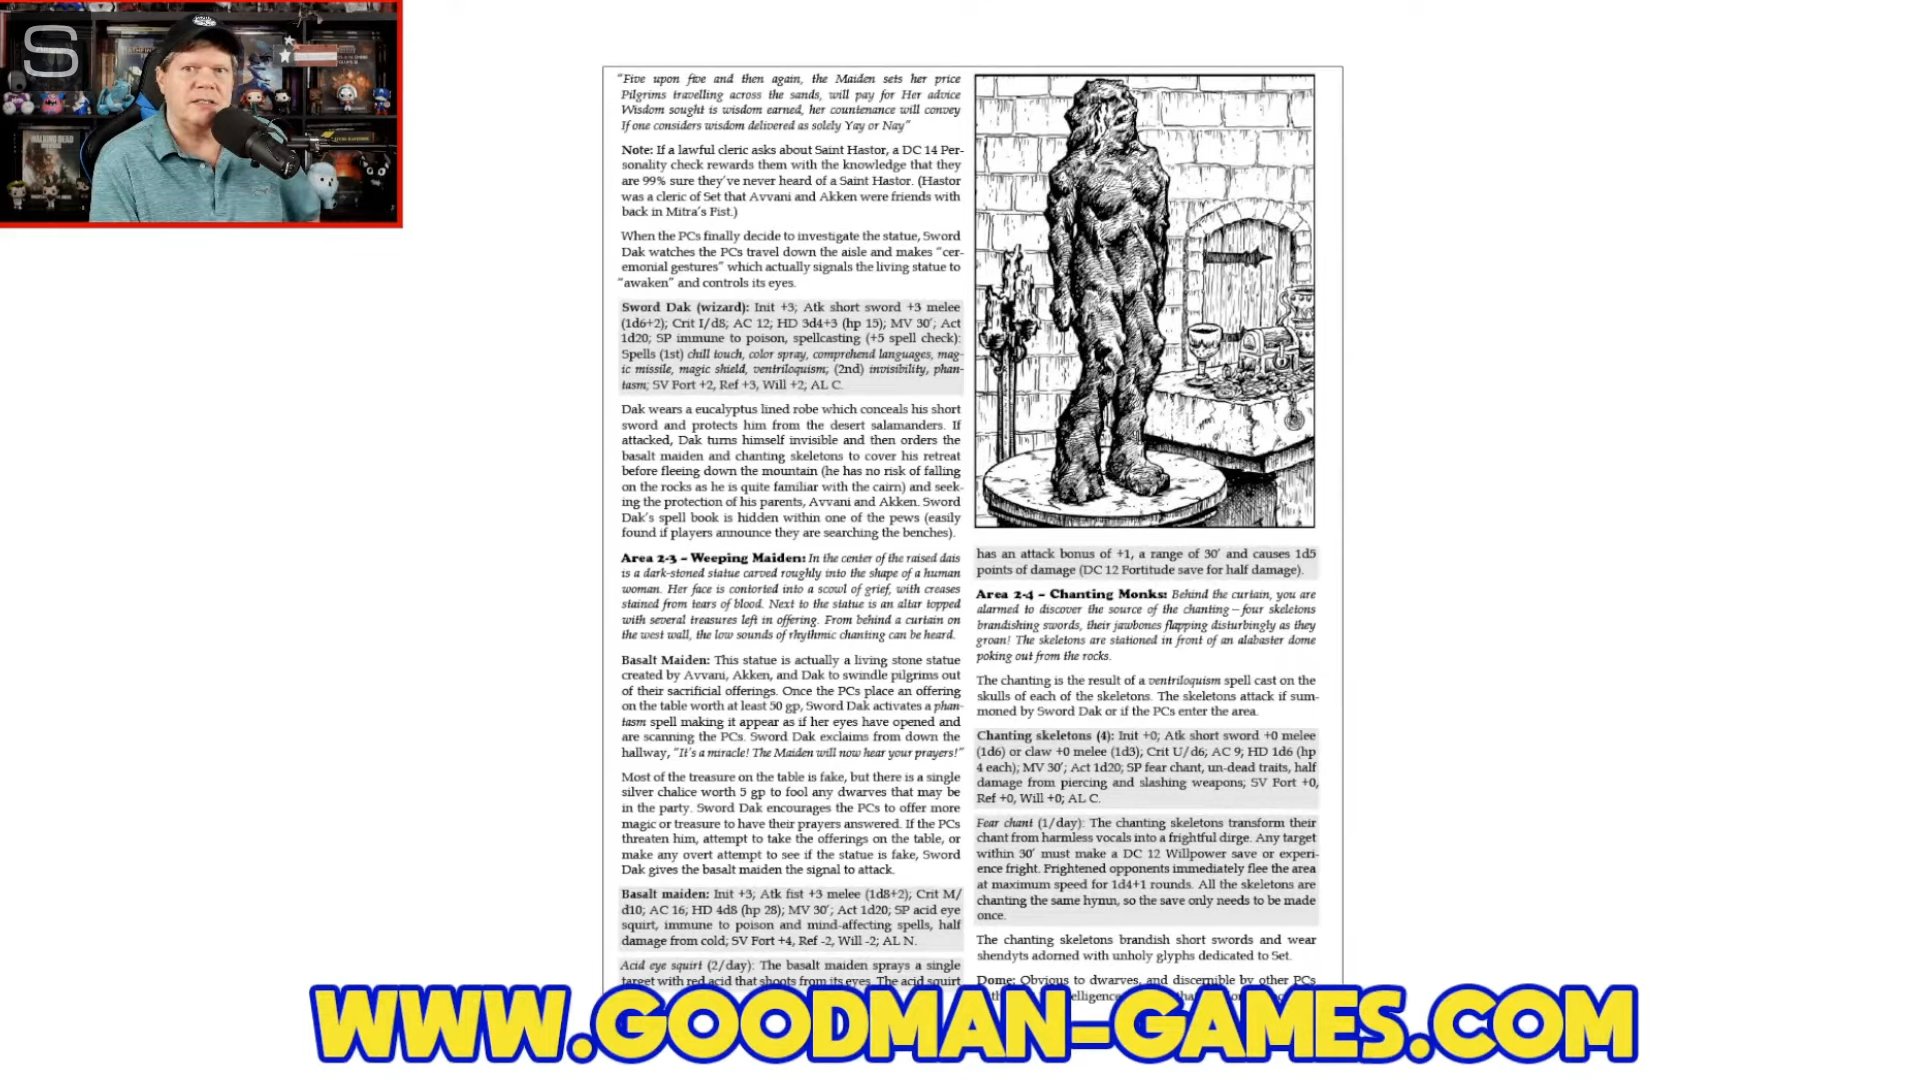 S
"Five upon five and then again, the Maiden sets her price
Pilgrims travelling across the sands, will pay for Her advice
Wisdom sought is wisdom earned, her countenance will convey
If one considers wisdom delivered as solely Yay or Nay"
Note: If a lawful cleric asks about Saint Hastor, a DC 14 Per-
sonality check rewards them with the knowledge that they
are 99% sure they've never heard of a Saint Hastor. (Hastor
was a cleric of Set that Avvani and Akken were friends with
back in Mitra's Fist.)
When the PCs finally decide to investigate the statue, Sword
Dak watches the PCs travel down the aisle and makes "cer-
emonial gestures" which actually signals the living statue to
"awaken" and controls its eyes.
Sword Dak (wizard): Init +3; Atk short sword +3 melee
(1d6+2); Crit I/d8; AC 12; HD 3d4+3 (hp 15); MV 30'; Act
1d20; SP immune to poison, spellcasting (+5 spell check):
Spells (1st) chill touch, color spray, comprehend languages, mag-
ic missile, magic shield, ventriloquism; (2nd) invisibility, phan-
tasm; SV Fort +2, Ref +3, Will +2; AL C.
Dak wears a eucalyptus lined robe which conceals his short
sword and protects him from the desert salamanders. If
attacked, Dak turns himself invisible and then orders the
basalt maiden and chanting skeletons to cover his retreat
before fleeing down the mountain (he has no risk of falling
on the rocks as he is quite familiar with the cairn) and seek-
ing the protection of his parents, Avvani and Akken. Sword
Dak's spell book is hidden within one of the pews (easily
found if players announce they are searching the benches).
Area 2-3 – Weeping Maiden: In the center of the raised dais
is a dark-stoned statue carved roughly into the shape of a human
woman. Her face is contorted into a scowl of grief, with creases
stained from tears of blood. Next to the statue is an altar topped
with several treasures left in offering. From behind a curtain on
the west wall, the low sounds of rhythmic chanting can be heard.
Basalt Maiden: This statue is actually a living stone statue
created by Avvani, Akken, and Dak to swindle pilgrims out
of their sacrificial offerings. Once the PCs place an offering
on the table worth at least 50 gp, Sword Dak activates a phan-
tasm spell making it appear as if her eyes have opened and
are scanning the PCs. Sword Dak exclaims from down the
hallway, "It's a miracle! The Maiden will now hear your prayers!"
Most of the treasure on the table is fake, but there is a single
silver chalice worth 5 gp to fool any dwarves that may be
in the party. Sword Dak encourages the PCs to offer more
magic or treasure to have their prayers answered. If the PCs
threaten him, attempt to take the offerings on the table, or
make any overt attempt to see if the statue is fake, Sword
Dak gives the basalt maiden the signal to attack.
Basalt maiden: Init +3; Atk fist +3 melee (1d8+2); Crit M/
d10; AC 16; HD 4d8 (hp 28); MV 30'; Act 1d20; SP acid eye
squirt, immune to poison and mind-affecting spells, half
damage from cold; SV Fort +4, Ref -2, Will -2; AL N.
Acid eye squirt (2/day): The basalt maiden sprays a single
target with red acid that shoots from its eyes. The acid squirt
has an attack bonus of +1, a range of 30' and causes 1d5
points of damage (DC 12 Fortitude save for half damage).
Area 2-4 – Chanting Monks: Behind the curtain, you are
alarmed to discover the source of the chanting – four skeletons
brandishing swords, their jawbones flapping disturbingly as they
groan! The skeletons are stationed in front of an alabaster dome
poking out from the rocks.
The chanting is the result of a ventriloquism spell cast on the
skulls of each of the skeletons. The skeletons attack if sum-
moned by Sword Dak or if the PCs enter the area.
Chanting skeletons (4): Init +0; Atk short sword +0 melee
(1d6) or claw +0 melee (1d3); Crit U/d6; AC 9; HD 1d6 (hp
4 each); MV 30'; Act 1d20; SP fear chant, un-dead traits, half
damage from piercing and slashing weapons; SV Fort +0,
Ref +0, Will +0; AL C.
Fear chant (1/day): The chanting skeletons transform their
chant from harmless vocals into a frightful dirge. Any target
within 30' must make a DC 12 Willpower save or experi-
ence fright. Frightened opponents immediately flee the area
at maximum speed for 1d4+1 rounds. All the skeletons are
chanting the same hymn, so the save only needs to be made
once.
The chanting skeletons brandish short swords and wear
shendyts adorned with unholy glyphs dedicated to Set.
Dome: Obvious to dwarves, and discernible by other PCs
WWW.GOODMAN-GAMES.COM